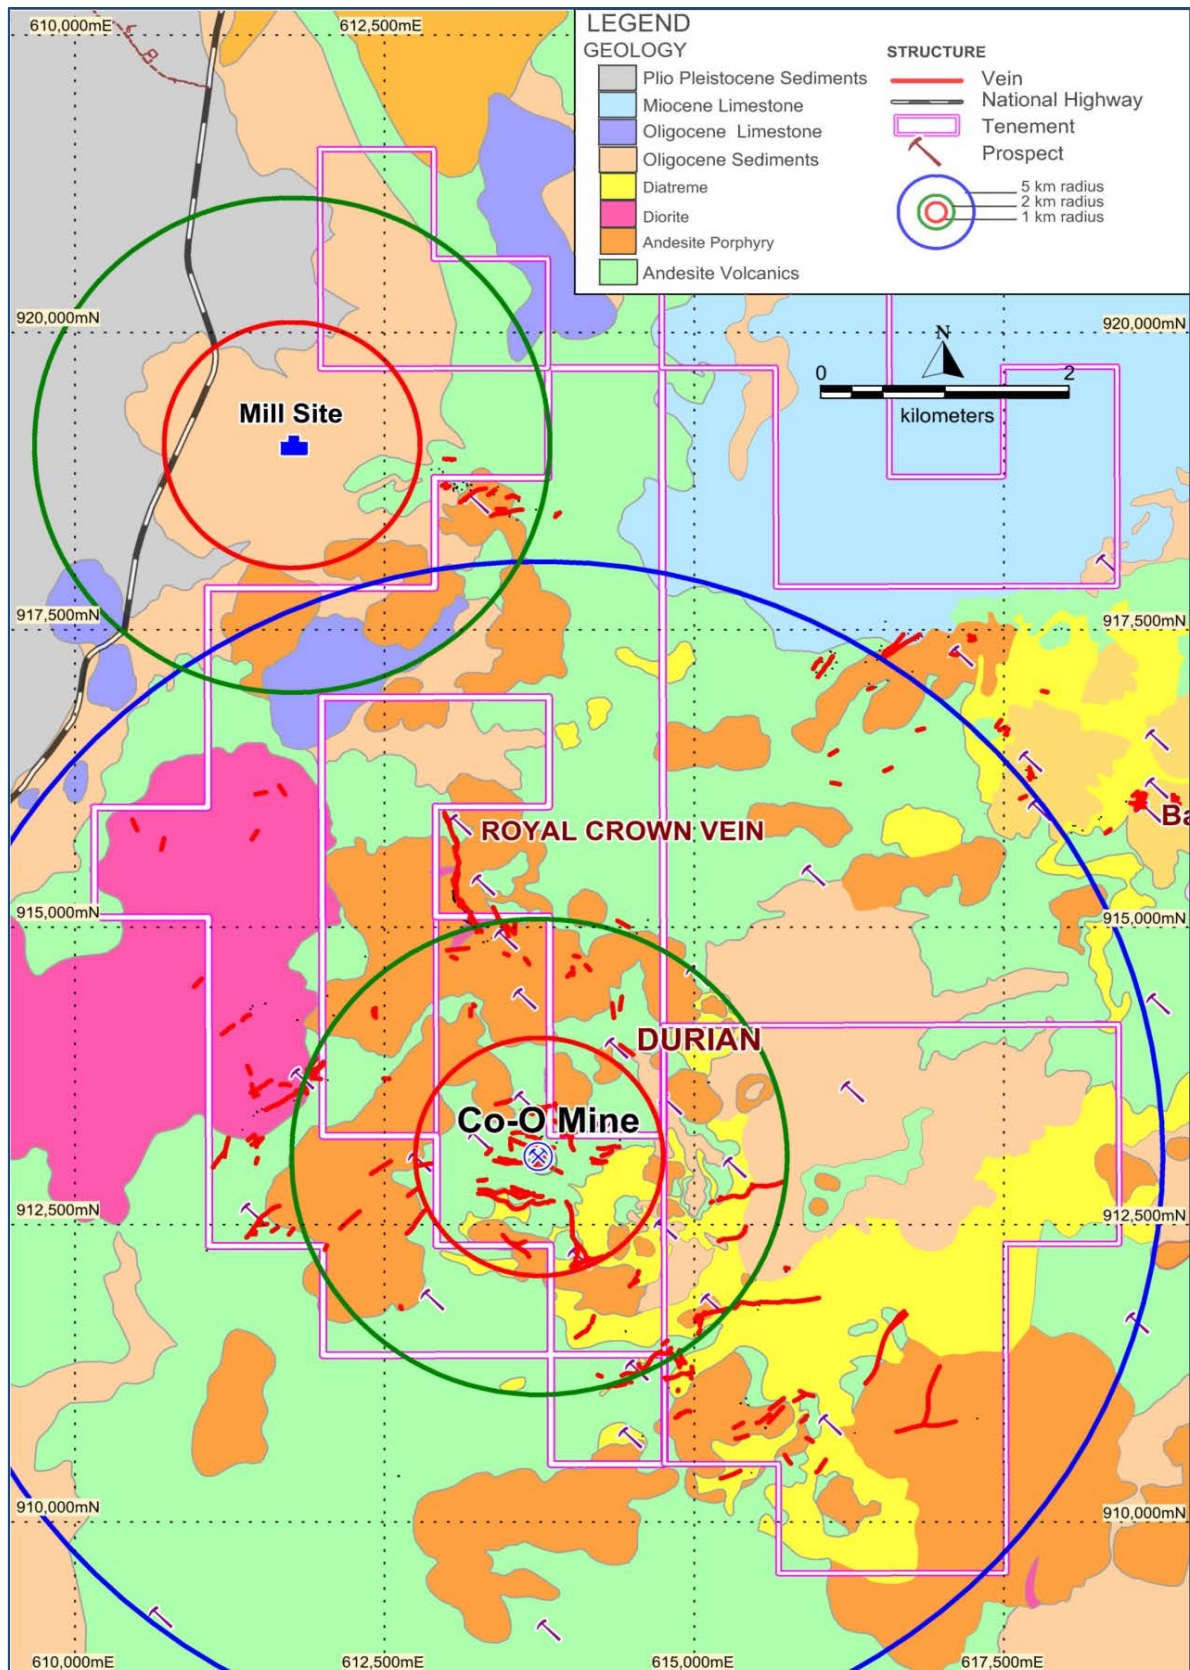 610,000mE
612,500mE
LEGEND
GEOLOGY
Plio Pleistocene Sediments
Miocene Limestone
Oligocene Limestone
Oligocene Sediments
Diatreme
Diorite
Andesite Porphyry
Andesite Volcanics
STRUCTURE
Vein
National Highway
Tenement
Prospect
5 km radius
2 km radius
1 km radius
920,000mN
920,000mN
N
0
2
kilometers
Mill Site
917,500mN
917,500mN
ROYAL CROWN VEIN
Ba
915,000mN
915,000mN
DURIAN
Co-O Mine
912,500mN
912,500mN
910,000mN
910,000mN
610,000mE
612,500mE
615,000mE
617,500mE